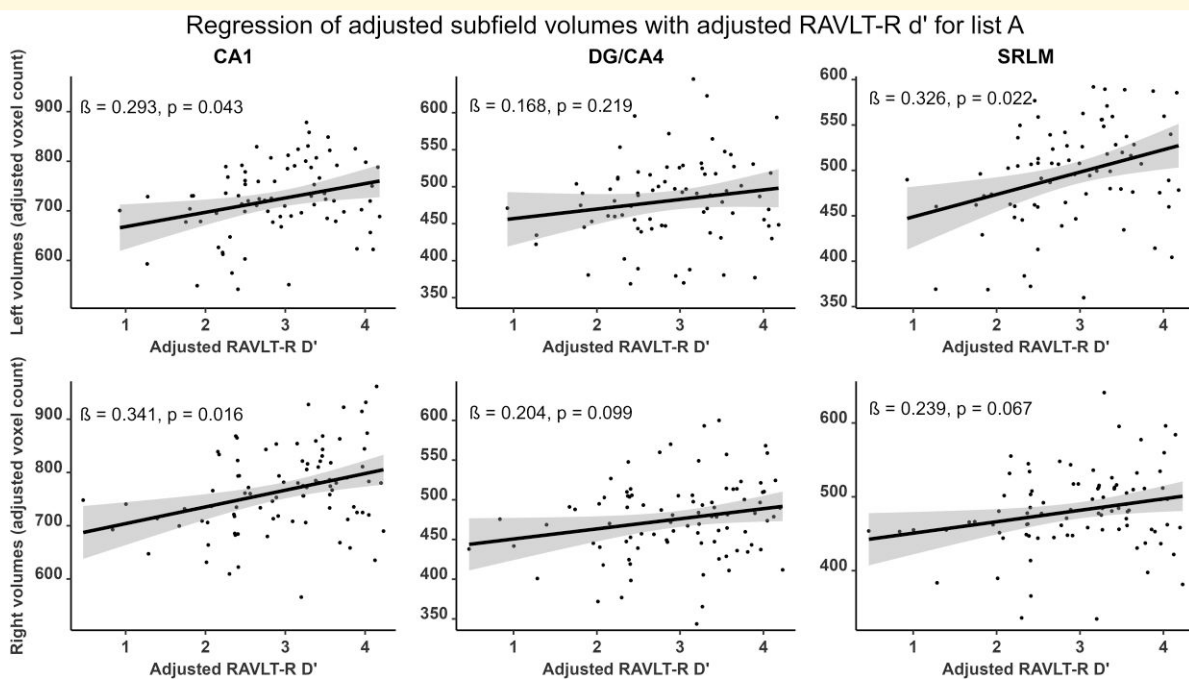 Regression of adjusted subfield volumes with adjusted RAVLT-R d' for list A
CA1
DG/CA4
SRLM
Left volumes (adjusted voxel count)
ß = 0.293, p = 0.043
900
800
700
600
1 2 3 4
Adjusted RAVLT-R D'
ß = 0.168, p = 0.219
600
550
500
450
400
350
1 2 3 4
Adjusted RAVLT-R D'
ß = 0.326, p = 0.022
600
550
500
450
400
350
1 2 3 4
Adjusted RAVLT-R D'
Right volumes (adjusted voxel count)
ß = 0.341, p = 0.016
900
800
700
600
1 2 3 4
Adjusted RAVLT-R D'
ß = 0.204, p = 0.099
600
550
500
450
400
350
1 2 3 4
Adjusted RAVLT-R D'
ß = 0.239, p = 0.067
600
500
400
1 2 3 4
Adjusted RAVLT-R D'